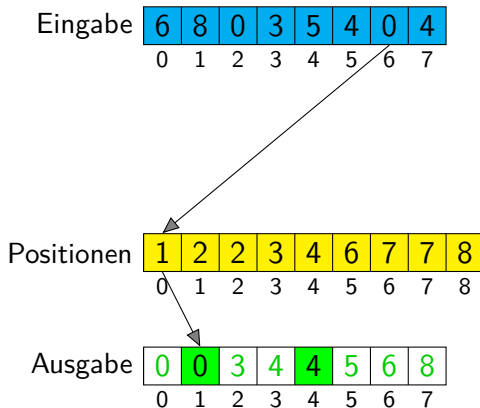 Eingabe 6 8 0 3 5 4 0 4
0 1 2 3 4 5 6 7
Positionen 1 2 2 3 4 6 7 7 8
0 1 2 3 4 5 6 7 8
Ausgabe 0 0 3 4 4 5 6 8
0 1 2 3 4 5 6 7